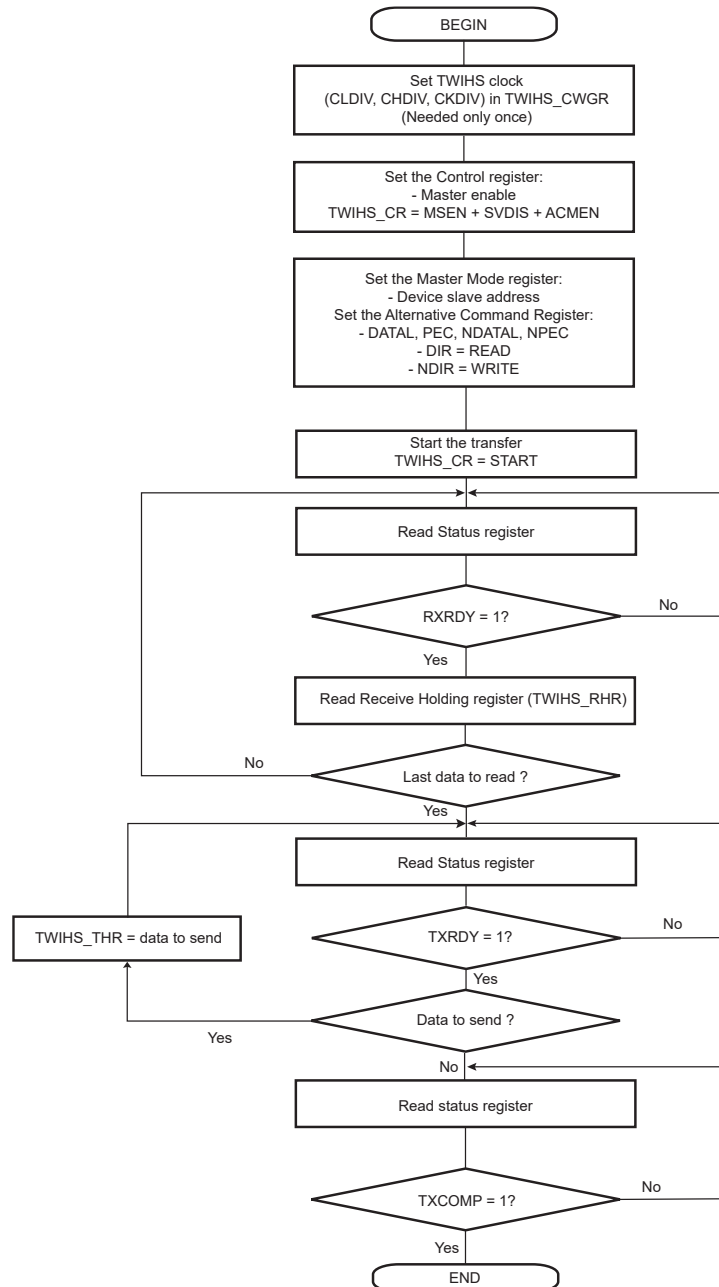 BEGIN
Set TWIHS clock
(CLDIV, CHDIV, CKDIV) in TWIHS_CWGR
(Needed only once)
Set the Control register:
- Master enable
TWIHS_CR = MSEN + SVDIS + ACMEN
Set the Master Mode register:
- Device slave address
Set the Alternative Command Register:
- DATAL, PEC, NDATAL, NPEC
- DIR = READ
- NDIR = WRITE
Start the transfer
TWIHS_CR = START
Read Status register
RXRDY = 1?
No
Yes
Read Receive Holding register (TWIHS_RHR)
No
Last data to read ?
Yes
Read Status register
TWIHS_THR = data to send
TXRDY = 1?
No
Yes
Data to send ?
Yes
No
Read status register
TXCOMP = 1?
No
Yes
END